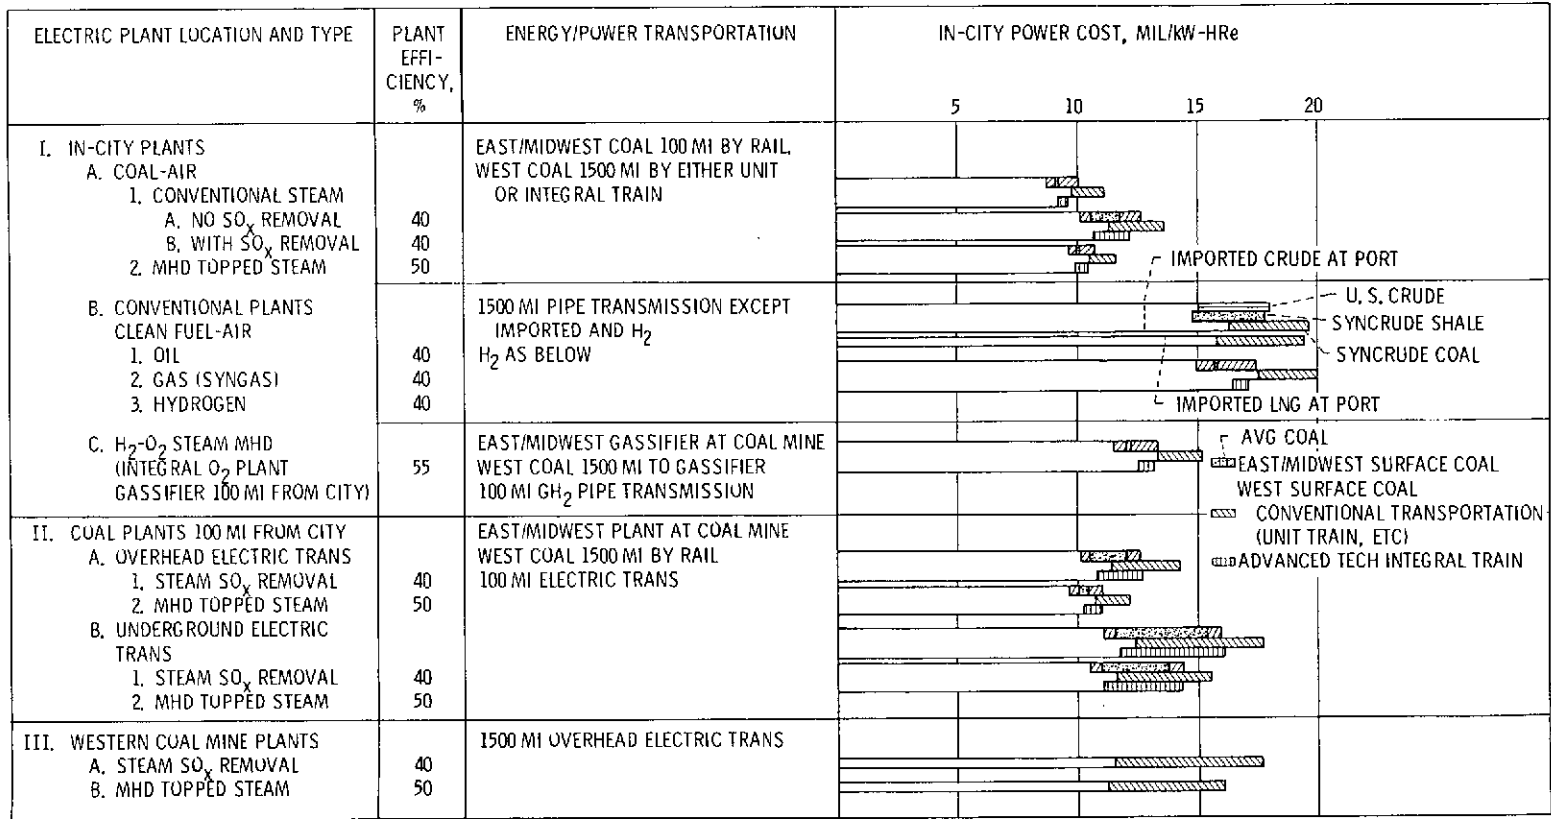 ELECTRIC PLANT LOCATION AND TYPE
PLANT
EFFI-
CIENCY,
%
ENERGY/POWER TRANSPORTATION
IN-CITY POWER COST, MIL/kW-HRe
5 10 15 20
I. IN-CITY PLANTS
A. COAL-AIR
1. CONVENTIONAL STEAM
A. NO SOX REMOVAL 40
B. WITH SOX REMOVAL 40
2. MHD TOPPED STEAM 50
EAST/MIDWEST COAL 100 MI BY RAIL,
WEST COAL 1500 MI BY EITHER UNIT
OR INTEGRAL TRAIN
IMPORTED CRUDE AT PORT
B. CONVENTIONAL PLANTS
CLEAN FUEL-AIR
1. OIL 40
2. GAS (SYNGAS) 40
3. HYDROGEN 40
1500 MI PIPE TRANSMISSION EXCEPT
IMPORTED AND H2
H2 AS BELOW
U. S. CRUDE
SYNCRUDE SHALE
SYNCRUDE COAL
IMPORTED LNG AT PORT
C. H2-O2 STEAM MHD
(INTEGRAL O2 PLANT 55
GASSIFIER 100 MI FROM CITY)
EAST/MIDWEST GASSIFIER AT COAL MINE
WEST COAL 1500 MI TO GASSIFIER
100 MI GH2 PIPE TRANSMISSION
AVG COAL
EAST/MIDWEST SURFACE COAL
WEST SURFACE COAL
CONVENTIONAL TRANSPORTATION
(UNIT TRAIN, ETC)
ADVANCED TECH INTEGRAL TRAIN
II. COAL PLANTS 100 MI FROM CITY
A. OVERHEAD ELECTRIC TRANS
1. STEAM SOX REMOVAL 40
2. MHD TOPPED STEAM 50
B. UNDERGROUND ELECTRIC
TRANS
1. STEAM SOX REMOVAL 40
2. MHD TOPPED STEAM 50
EAST/MIDWEST PLANT AT COAL MINE
WEST COAL 1500 MI BY RAIL
100 MI ELECTRIC TRANS
III. WESTERN COAL MINE PLANTS
A. STEAM SOX REMOVAL 40
B. MHD TOPPED STEAM 50
1500 MI OVERHEAD ELECTRIC TRANS